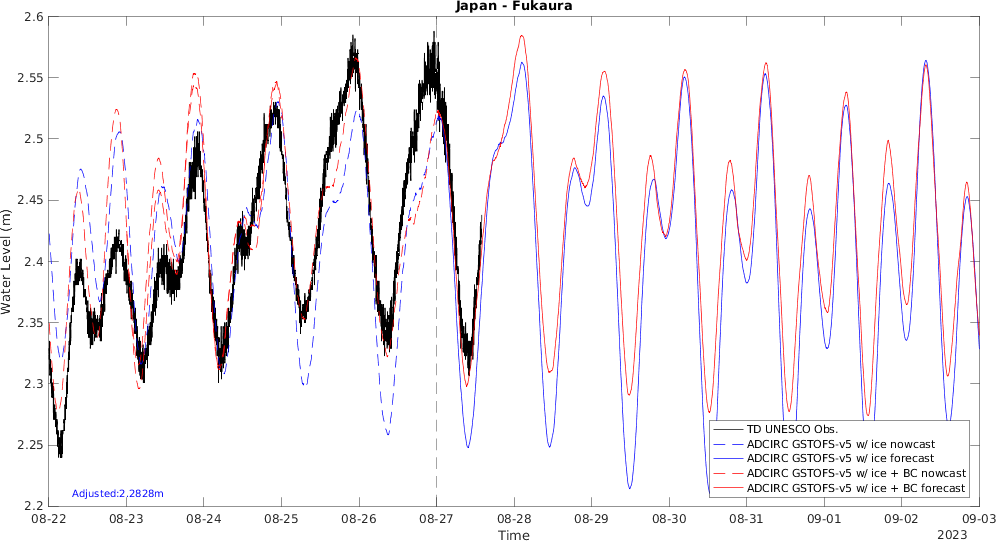 Japan - Fukaura
2.6
2.55
2.5
2.45
2.4
2.35
2.3
2.25
2.2
Water Level (m)
TD UNESCO Obs.
ADCIRC GSTOFS-v5 w/ ice nowcast
ADCIRC GSTOFS-v5 w/ ice forecast
ADCIRC GSTOFS-v5 w/ ice + BC nowcast
ADCIRC GSTOFS-v5 w/ ice + BC forecast
Adjusted:2.2828m
08-22 08-23 08-24 08-25 08-26 08-27 08-28 08-29 08-30 08-31 09-01 09-02 09-03
Time
2023